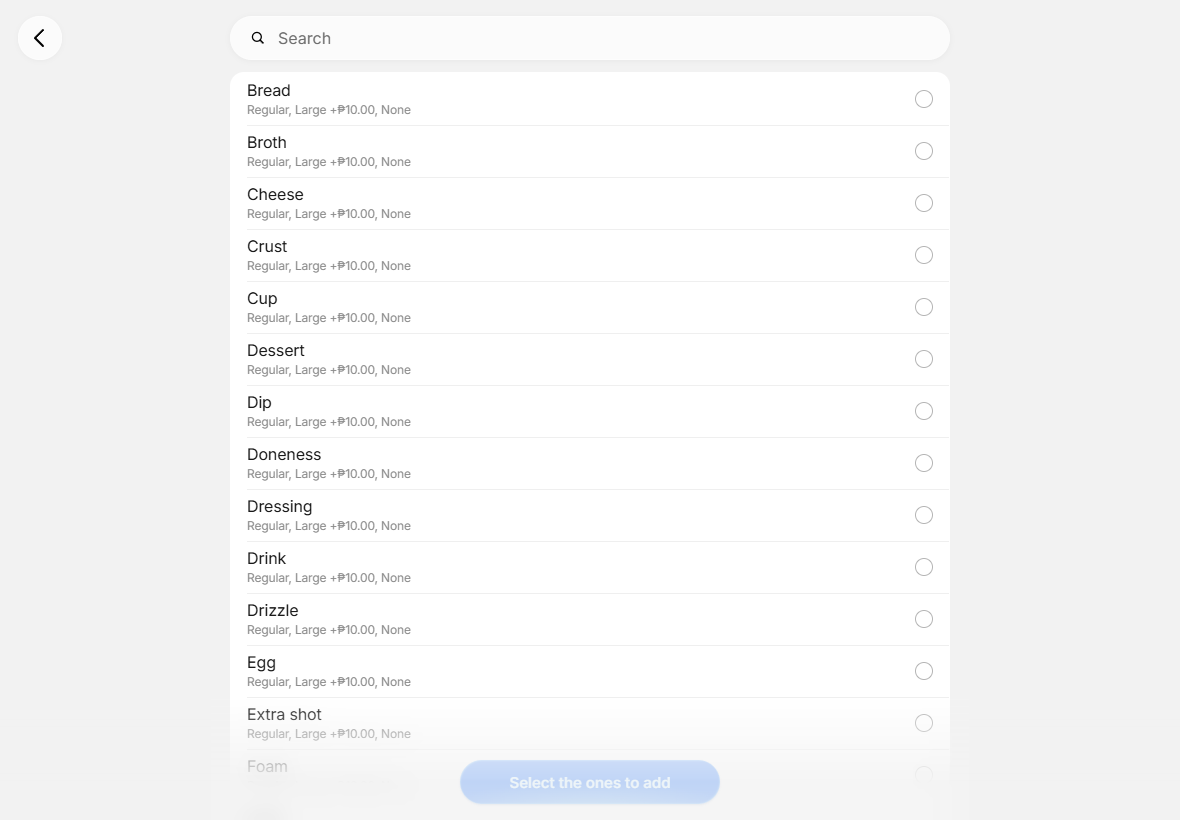 Search
Bread
Regular, Large +₱10.00, None
Broth
Regular, Large +₱10.00, None
Cheese
Regular, Large +₱10.00, None
Crust
Regular, Large +₱10.00, None
Cup
Regular, Large +₱10.00, None
Dessert
Regular, Large +₱10.00, None
Dip
Regular, Large +₱10.00, None
Doneness
Regular, Large +₱10.00, None
Dressing
Regular, Large +₱10.00, None
Drink
Regular, Large +₱10.00, None
Drizzle
Regular, Large +₱10.00, None
Egg
Regular, Large +₱10.00, None
Extra shot
Regular, Large +₱10.00, None
Foam
Select the ones to add